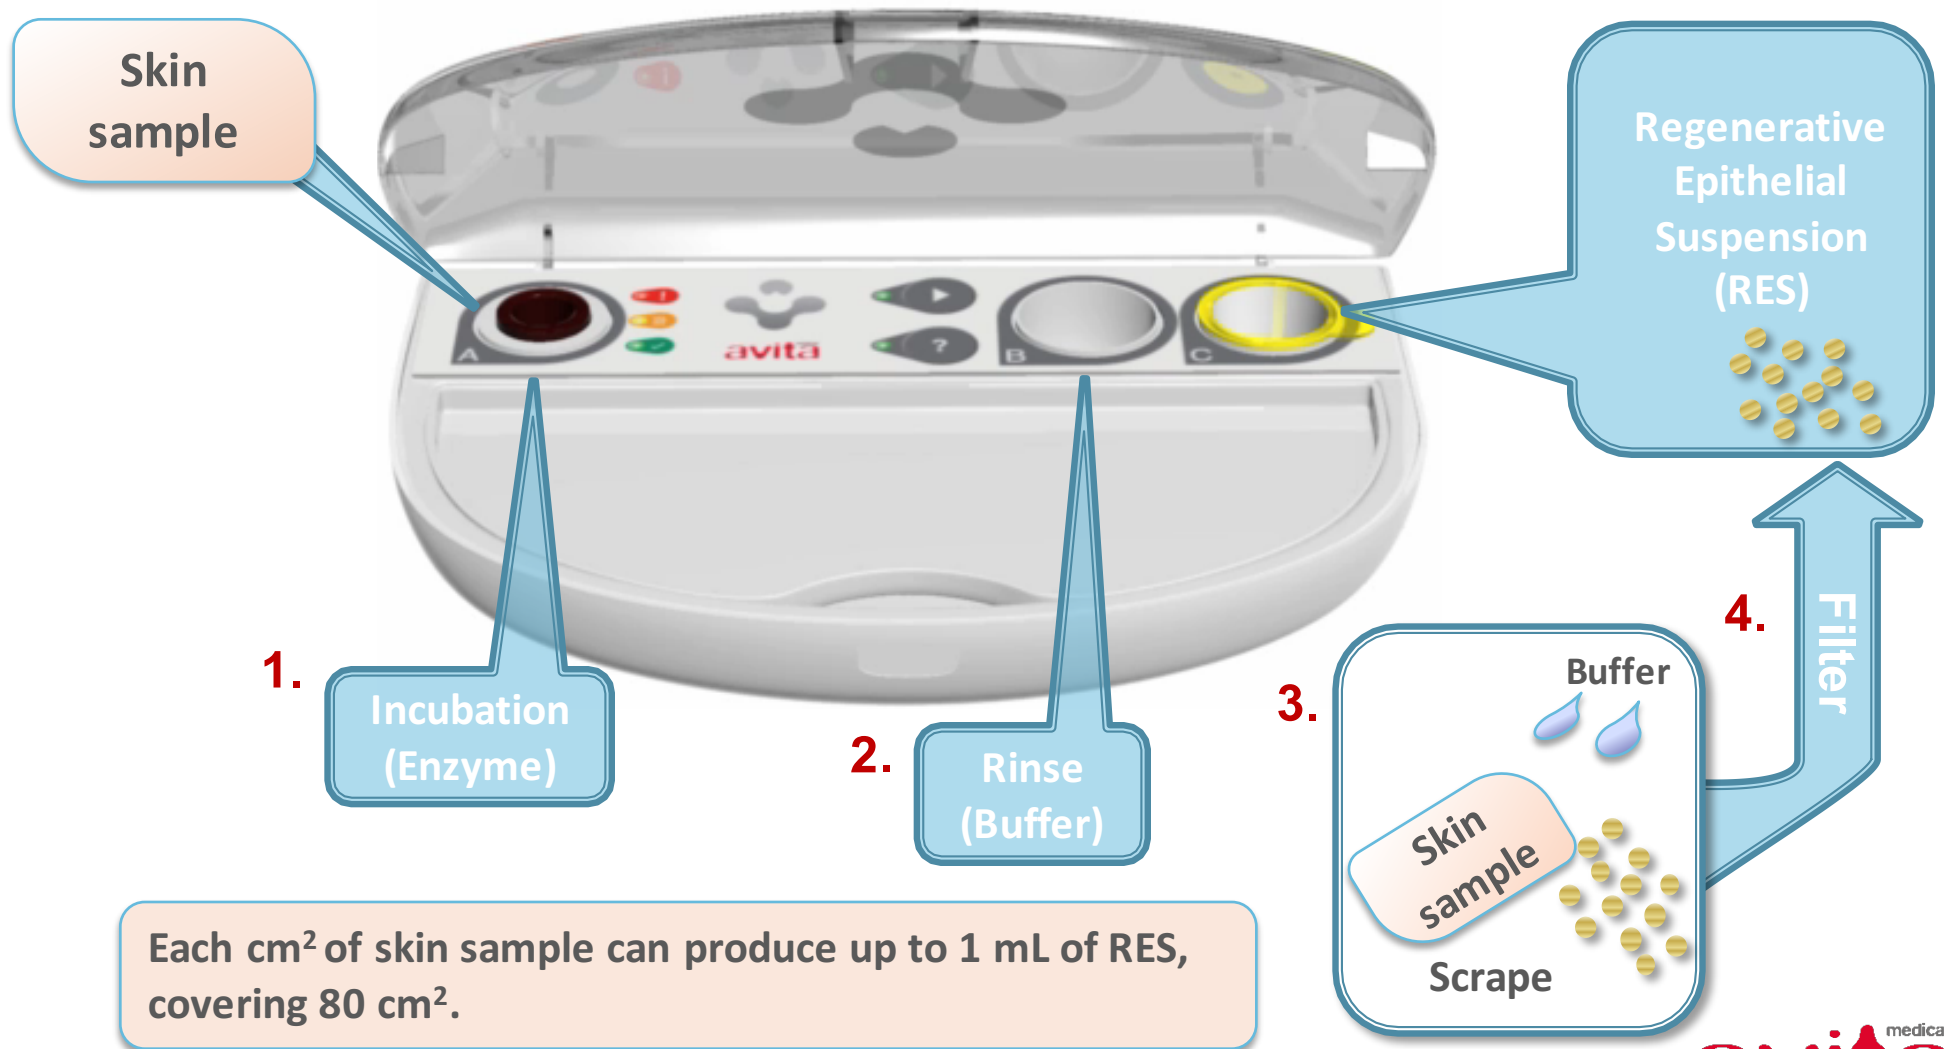 Skin
sample
Regenerative
Epithelial
Suspension
(RES)
A
avita
?
B
C
1.
Incubation
(Enzyme)
2.
Rinse
(Buffer)
3.
Buffer
Skin
sample
Scrape
4.
Filter
Each cm² of skin sample can produce up to 1 mL of RES,
covering 80 cm².
medica